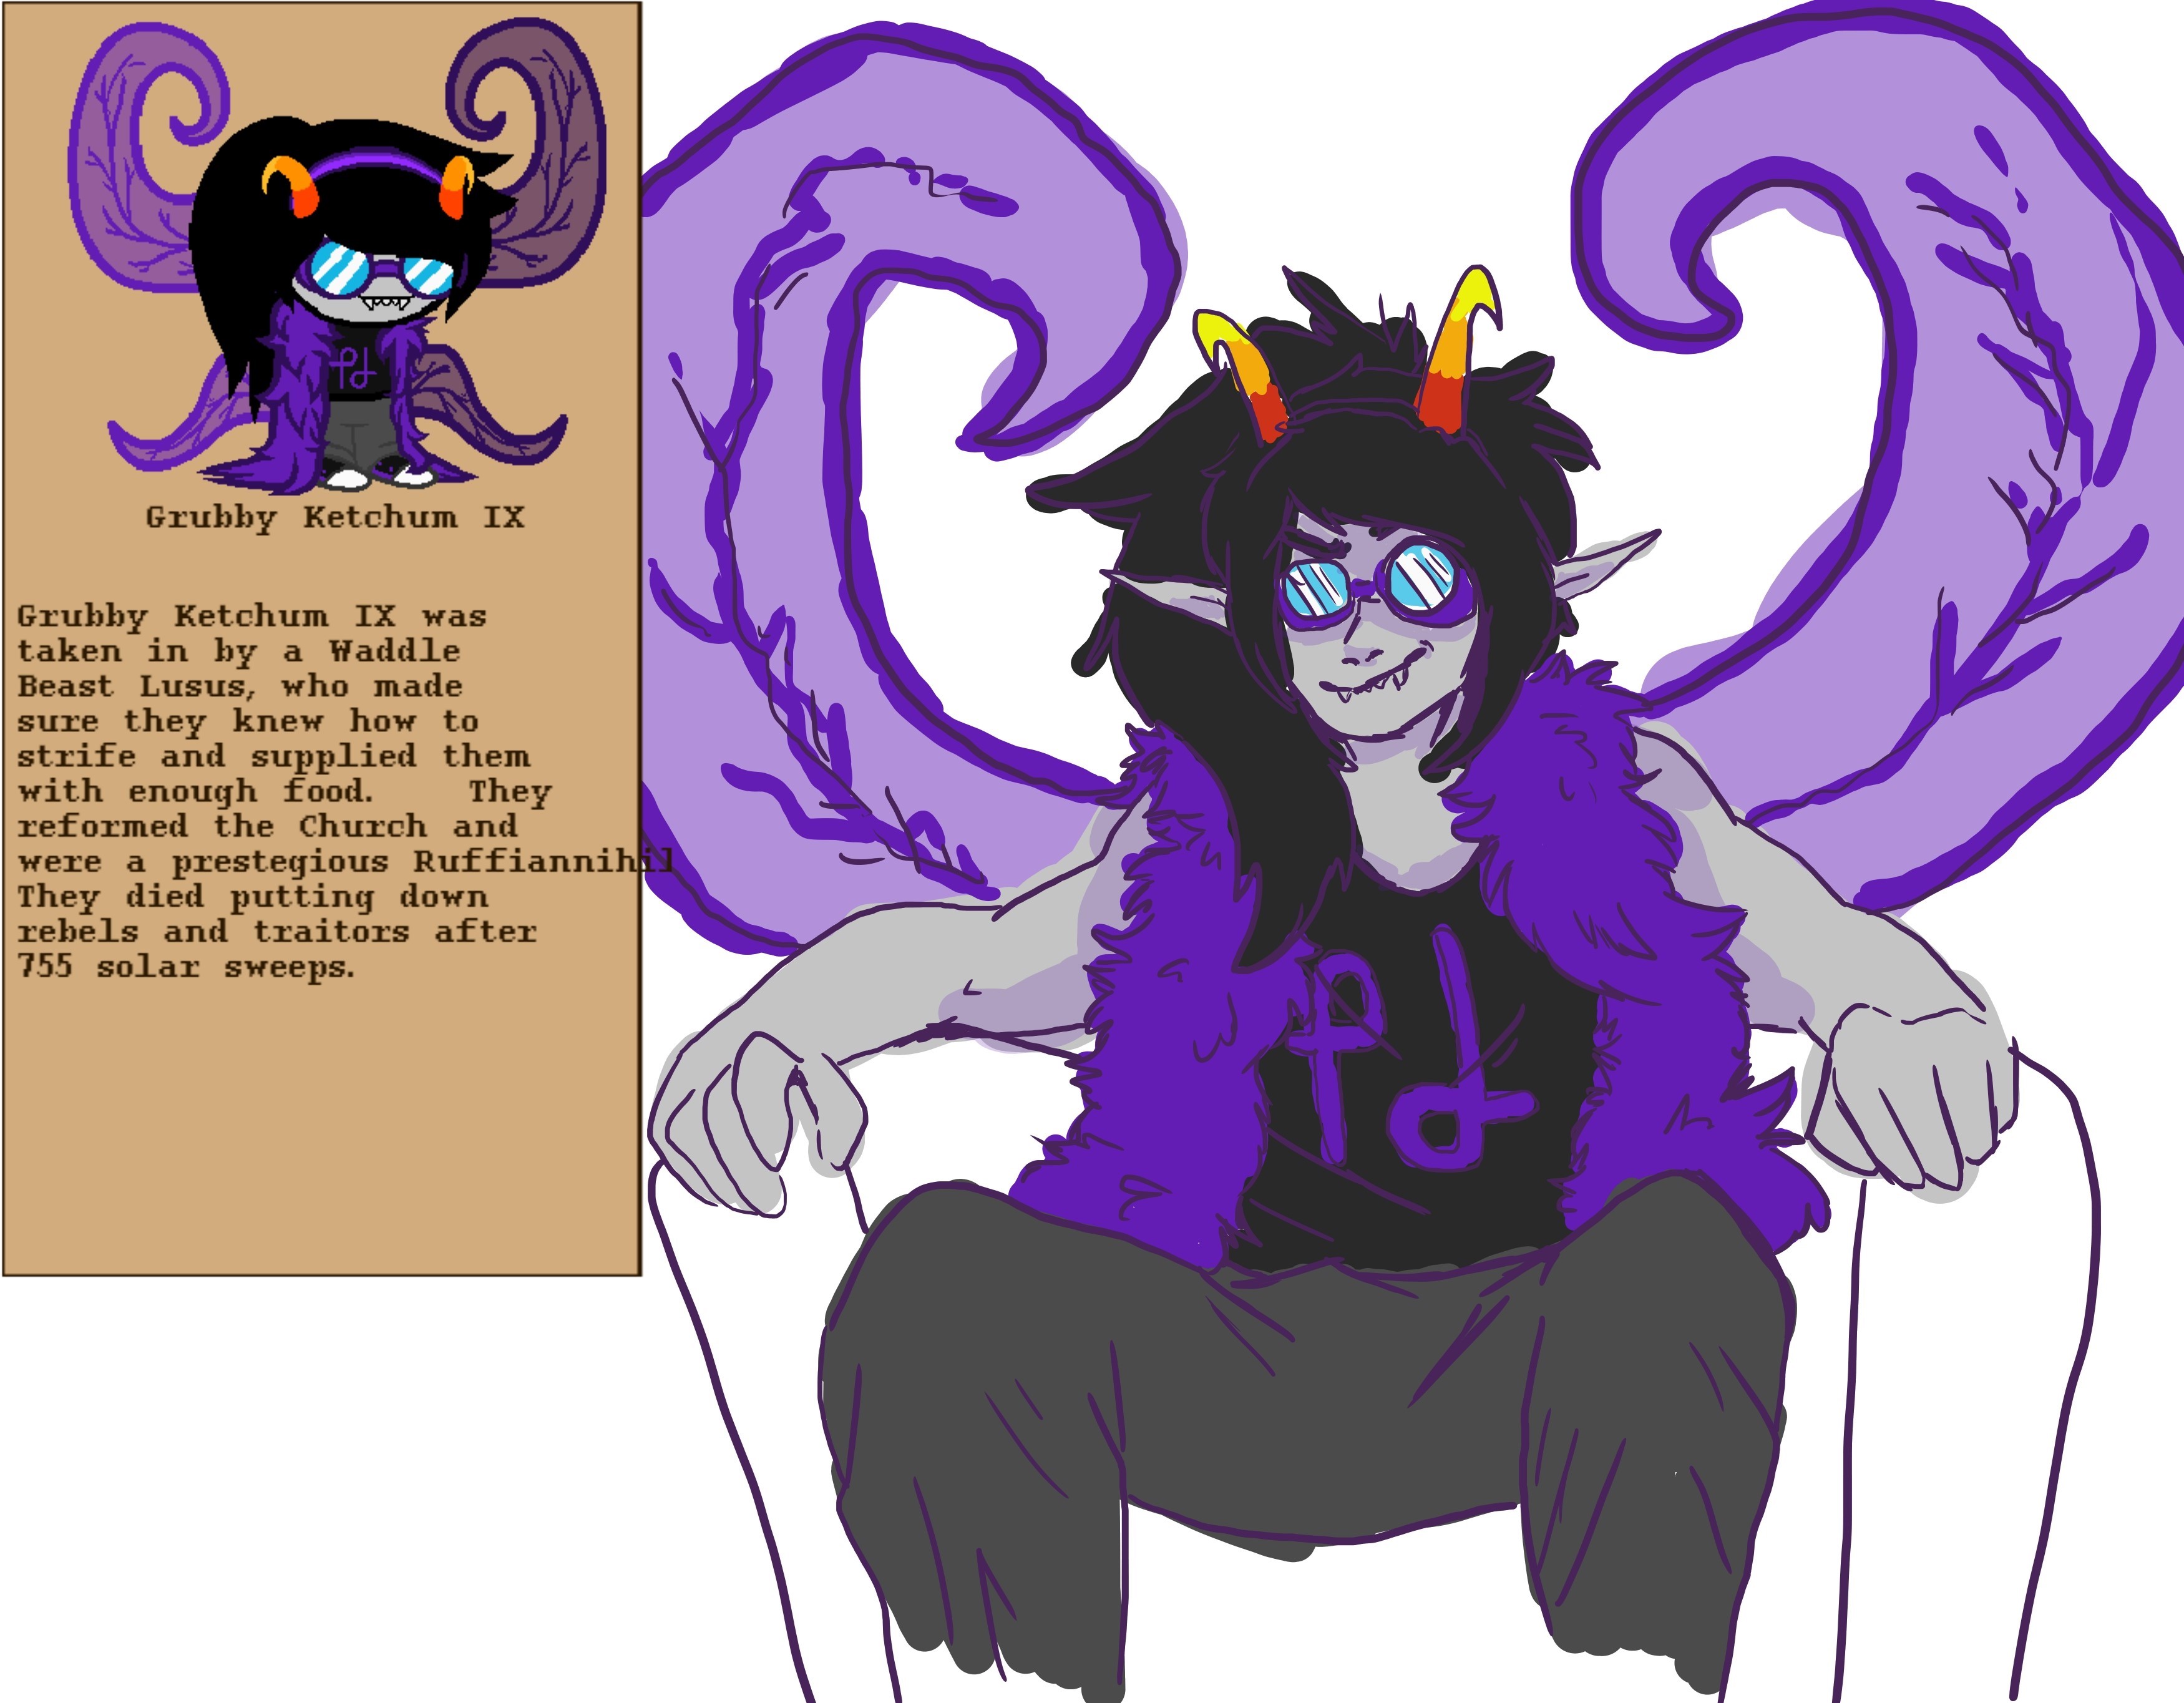 Grubby Ketchum IX
Grubby Ketchum IX was
taken in by a Waddle
Beast Lusus, who made
sure they knew how to
strife and supplied them
with enough food. They
reformed the Church and
were a prestegious Ruffiannihil
They died putting down
rebels and traitors after
755 solar sweeps.